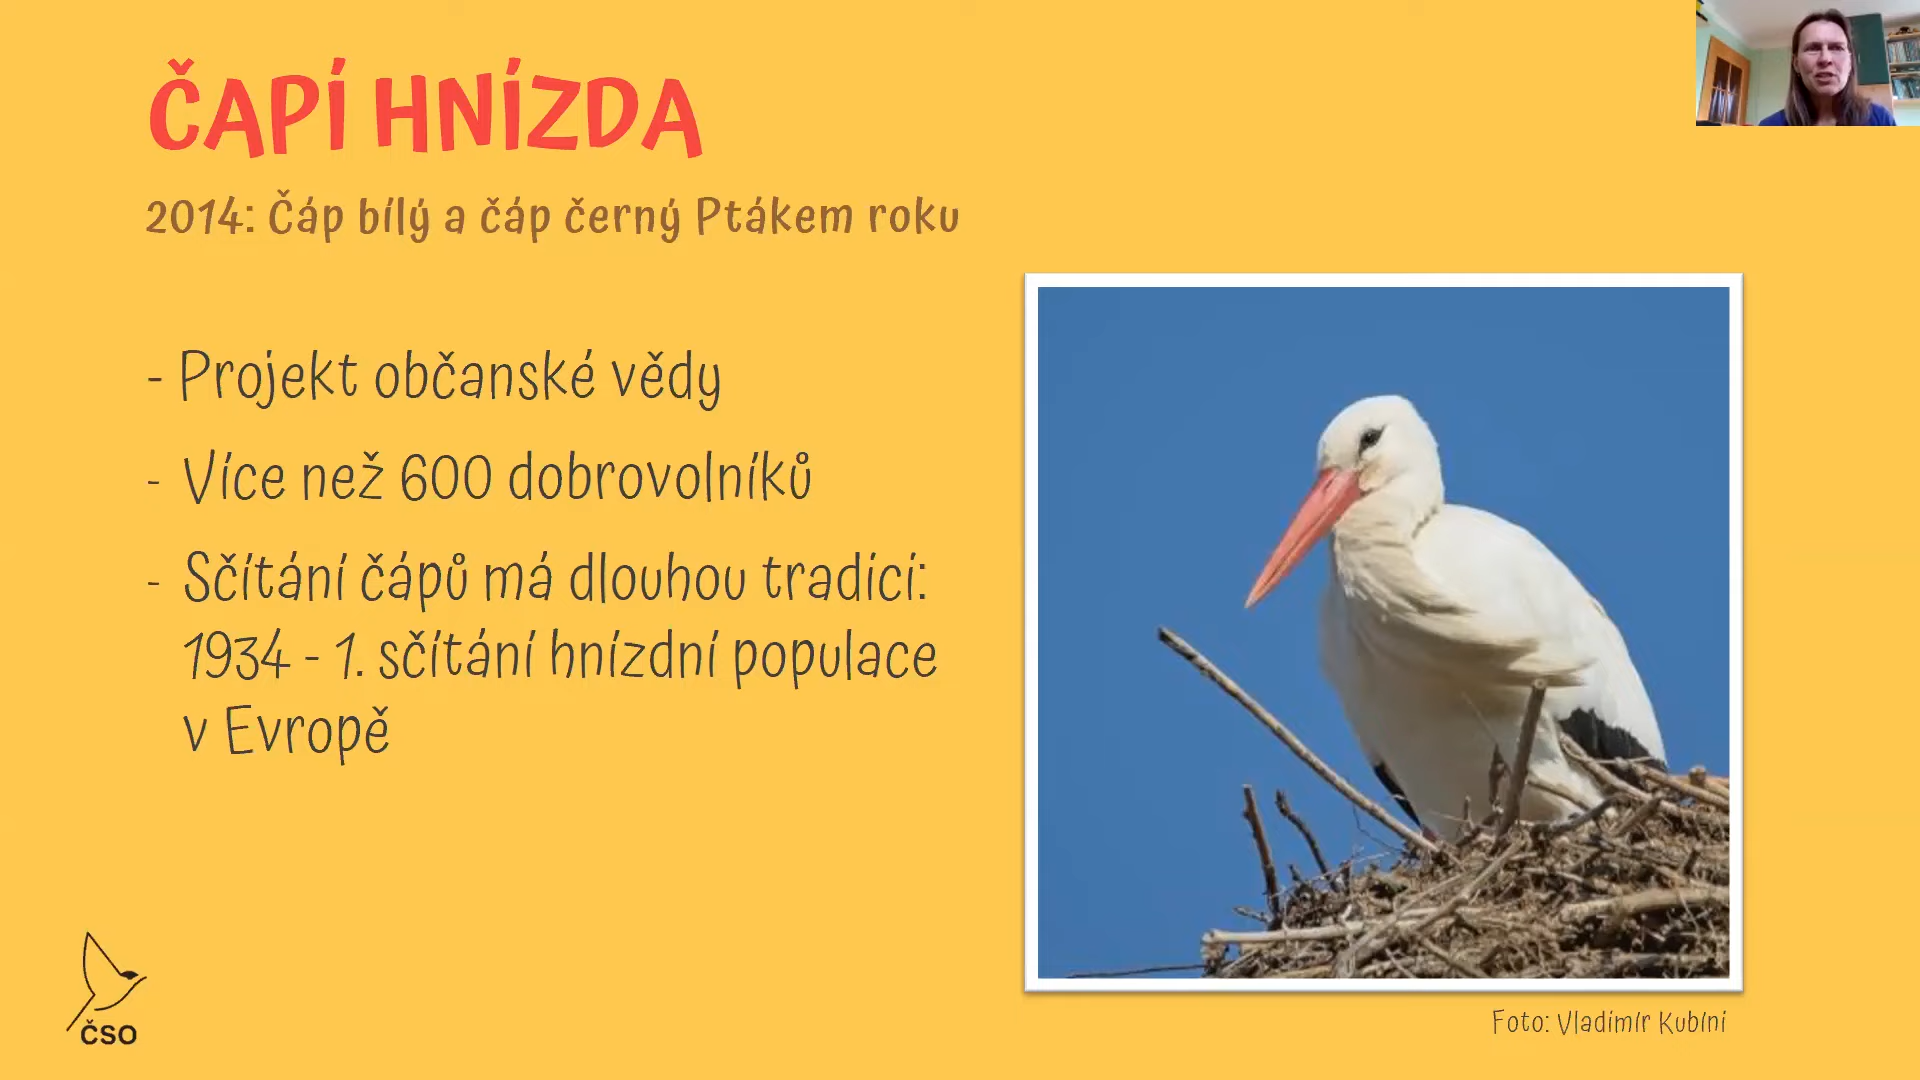 ČAPÍ HNÍZDA
2014: Čáp bílý a čáp černý Ptákem roku
- Projekt občanské vědy
- Více než 600 dobrovolníků
- Sčítání čápů má dlouhou tradici:
1934 - 1. sčítání hnízdní populace
v Evropě
ČSO
Foto: Vladimír Kubíni